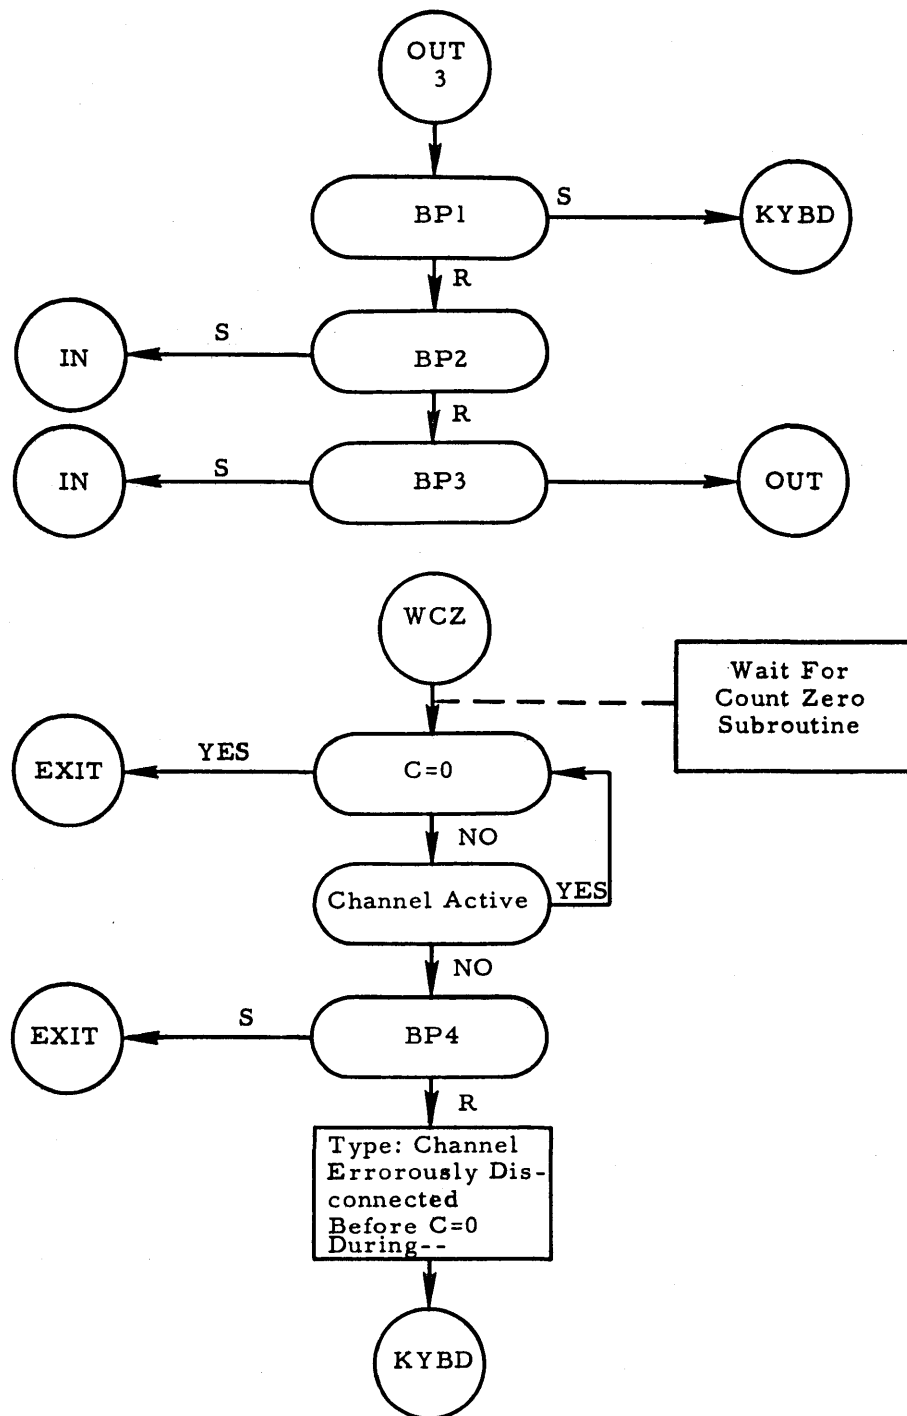 OUT
3
BP1
S
KYBD
R
S
IN
BP2
R
S
IN
BP3
OUT
WCZ
Wait For
Count Zero
Subroutine
YES
EXIT
C=0
NO
Channel Active
YES
NO
S
EXIT
BP4
R
Type: Channel
Errorously Dis-
connected
Before C=0
During--
KYBD